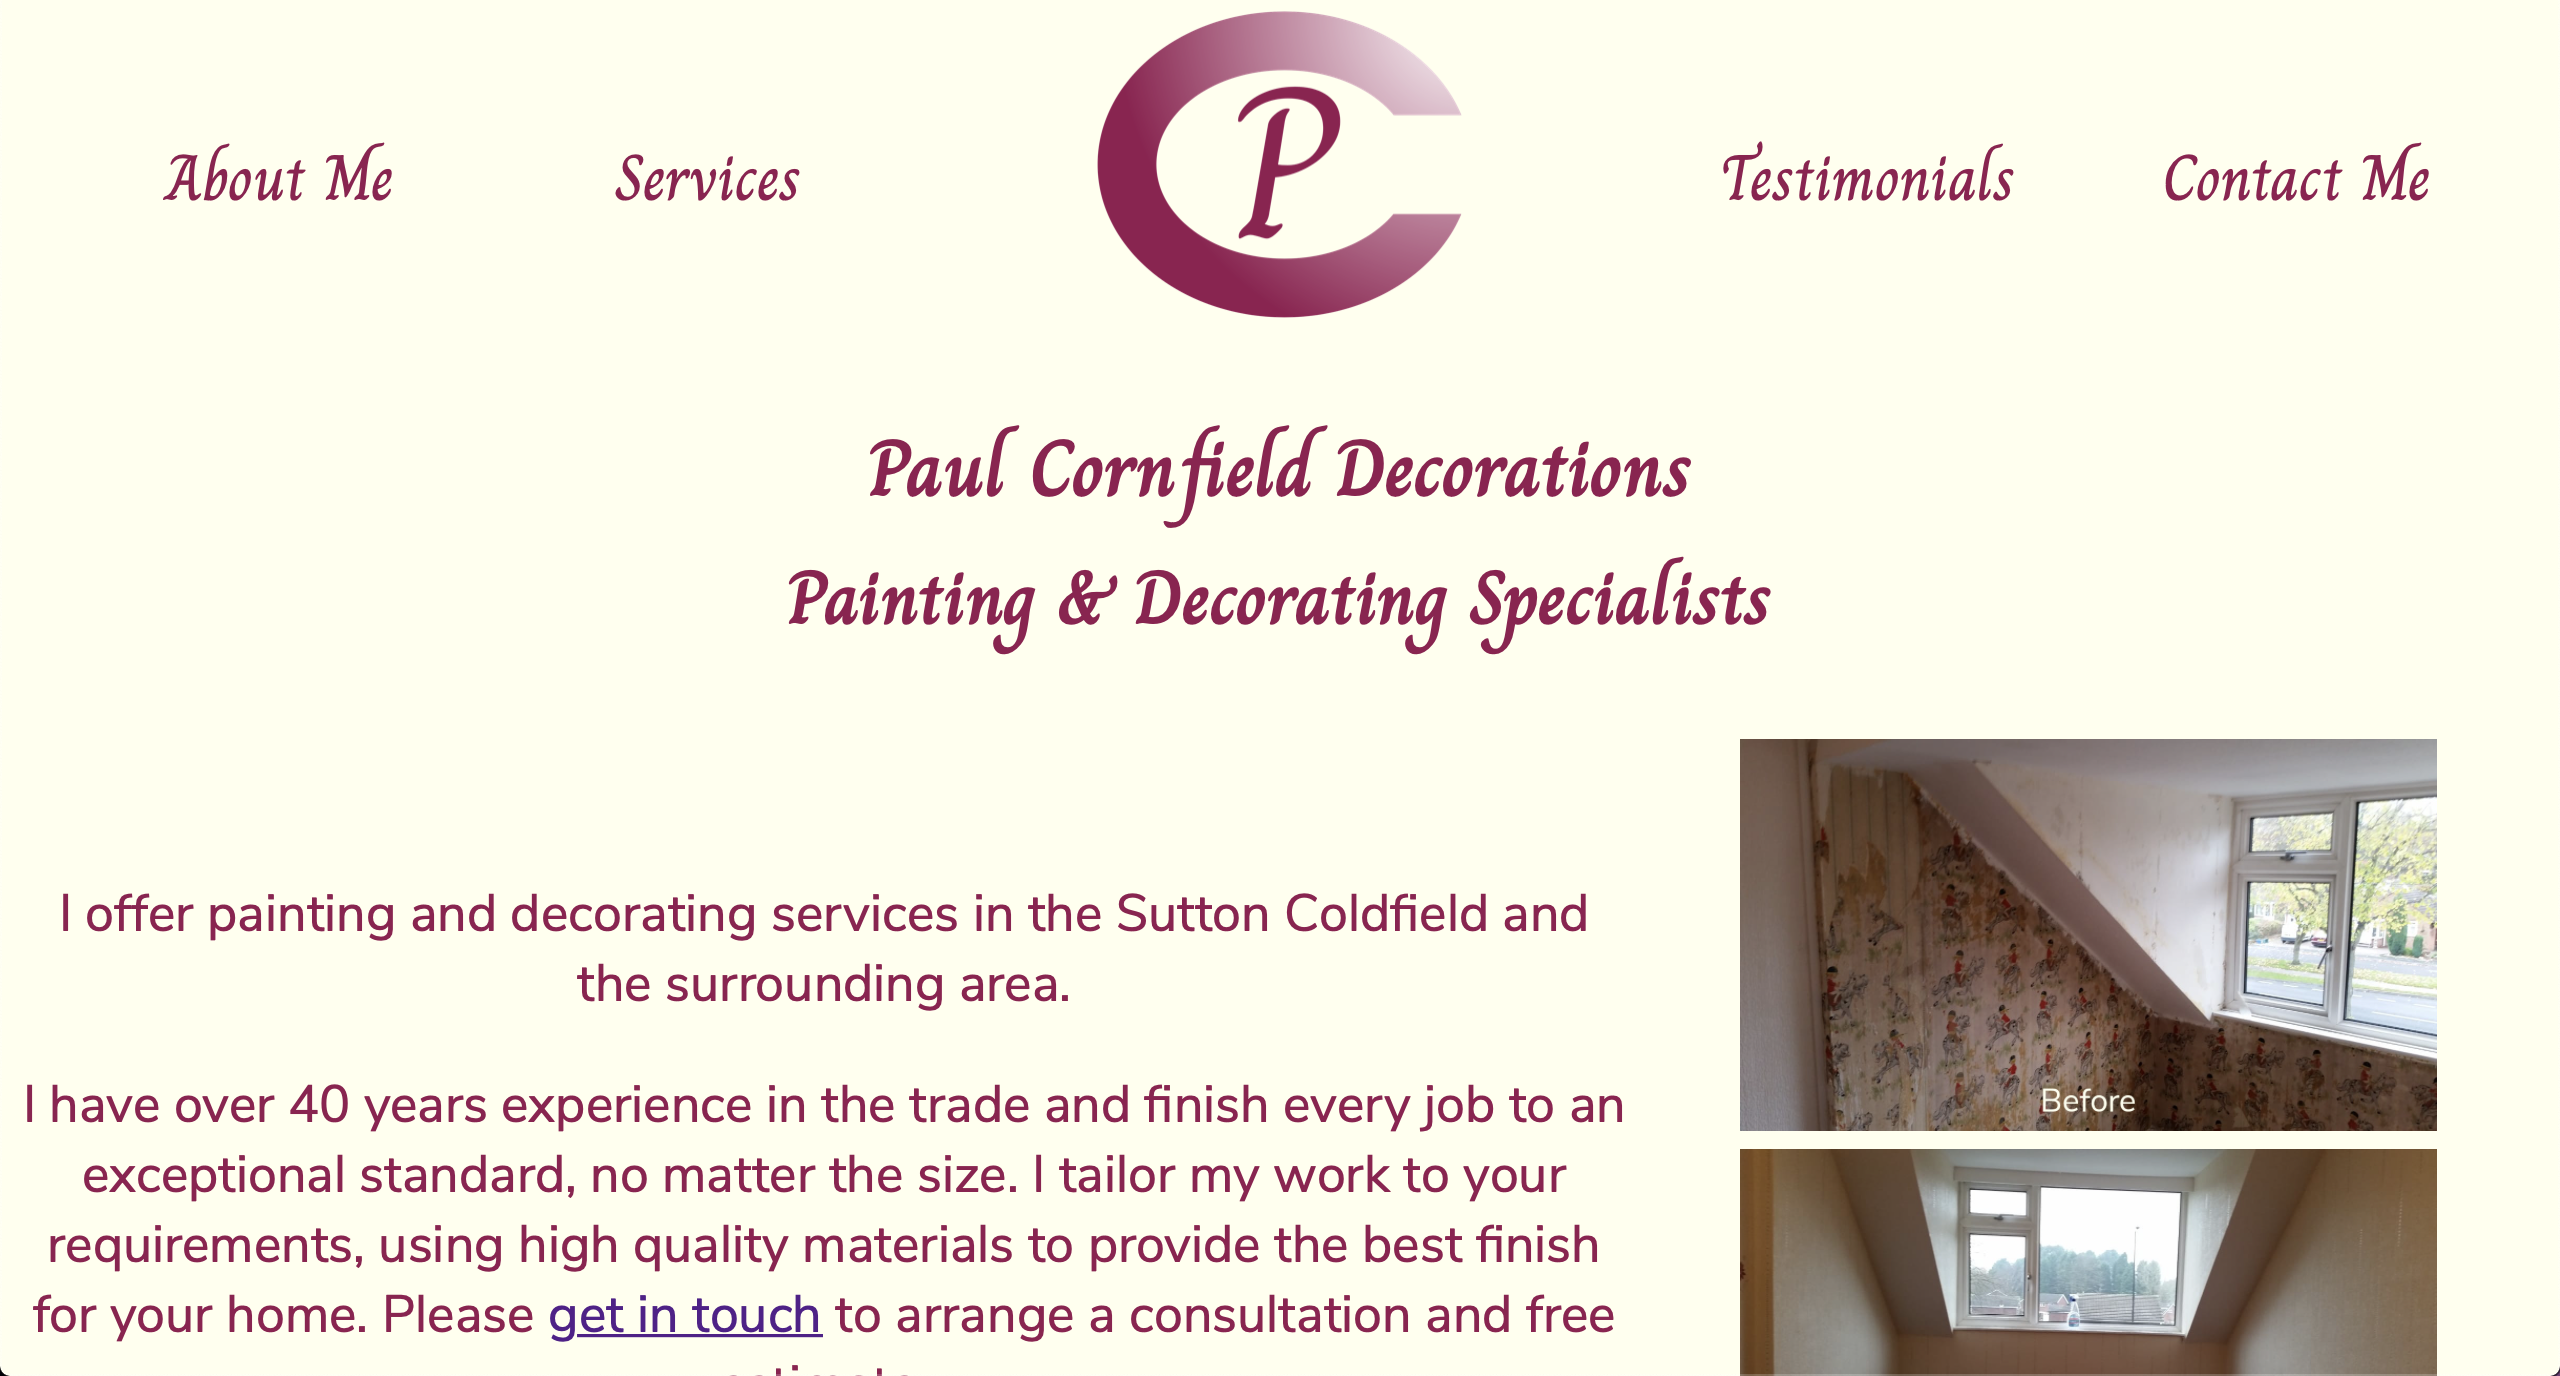 About Me
Services
P
Testimonials
Contact Me
Paul Cornfield Decorations
Painting & Decorating Specialists
I offer painting and decorating services in the Sutton Coldfield and
the surrounding area.
I have over 40 years experience in the trade and finish every job to an
exceptional standard, no matter the size. I tailor my work to your
requirements, using high quality materials to provide the best finish
for your home. Please get in touch to arrange a consultation and free
Before